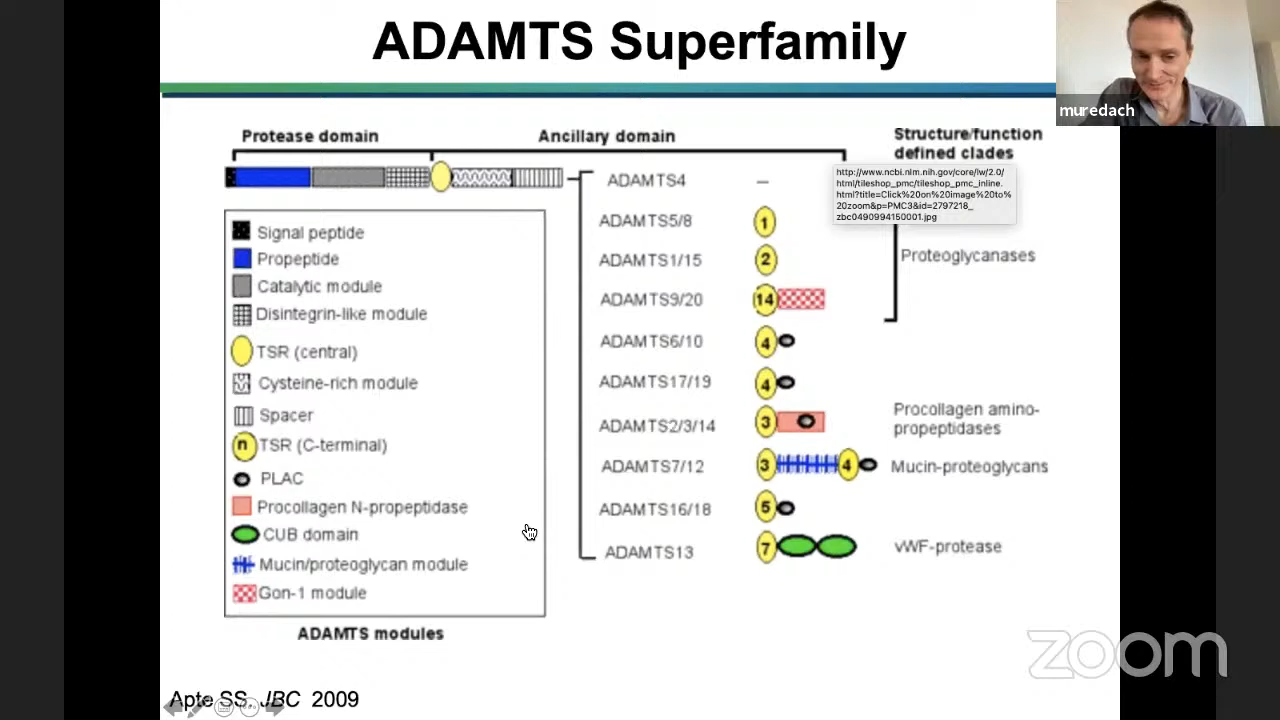 ADAMTS Superfamily
muredach
Protease domain
Ancillary domain
Structure/function
defined clades
http://www.ncbi.nlm.nih.gov/core/lw/2.0/
html/tileshop_pmc/tileshop_pmc_inline.
html?title=Click%20on%20image%20to%
20zoom&p=PMC3&id=2797218_
zbc0490994150001.jpg
ADAMTS4 –
ADAMTS5/8 1
ADAMTS1/15 2
Proteoglycanases
ADAMTS9/20 14
ADAMTS6/10 4
ADAMTS17/19 4
ADAMTS2/3/14 3
Procollagen amino-
propeptidases
ADAMTS7/12 3 4
Mucin-proteoglycans
ADAMTS16/18 5
ADAMTS13 7
vWF-protease
Signal peptide
Propeptide
Catalytic module
Disintegrin-like module
TSR (central)
Cysteine-rich module
Spacer
n TSR (C-terminal)
PLAC
Procollagen N-propeptidase
CUB domain
Mucin/proteoglycan module
Gon-1 module
ADAMTS modules
Apte SS. JBC 2009
zoom